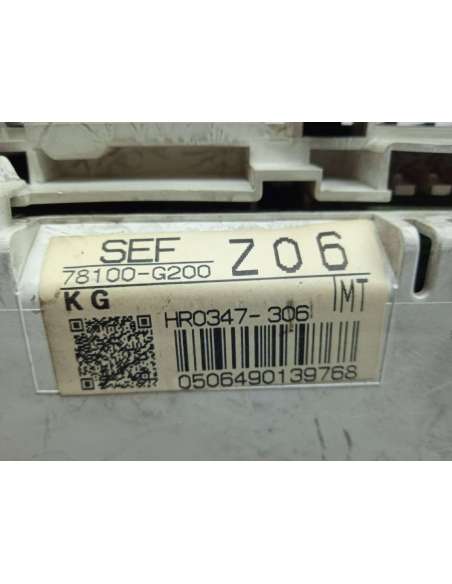 SEF Z06
78100-G200
KG IMT
HR0347-306
0506490139768